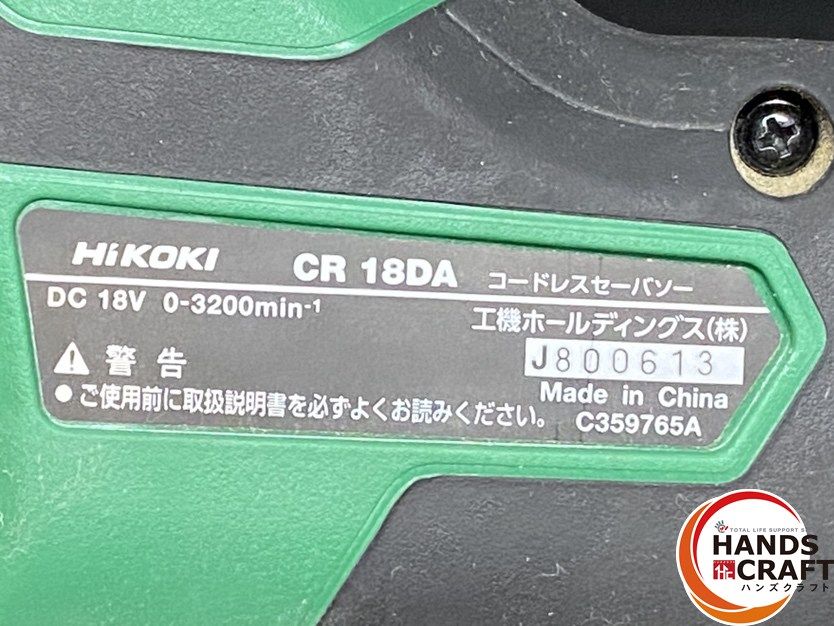 HiKOKI CR 18DA コードレスセーバソー
DC 18V 0-3200min-1
工機ホールディングス(株)
警告
J800613
Made in China
●ご使用前に取扱説明書を必ずよくお読みください。
C359765A
TOTAL LIFE SUPPORT
HANDS
CRAFT
ハンズクラフト